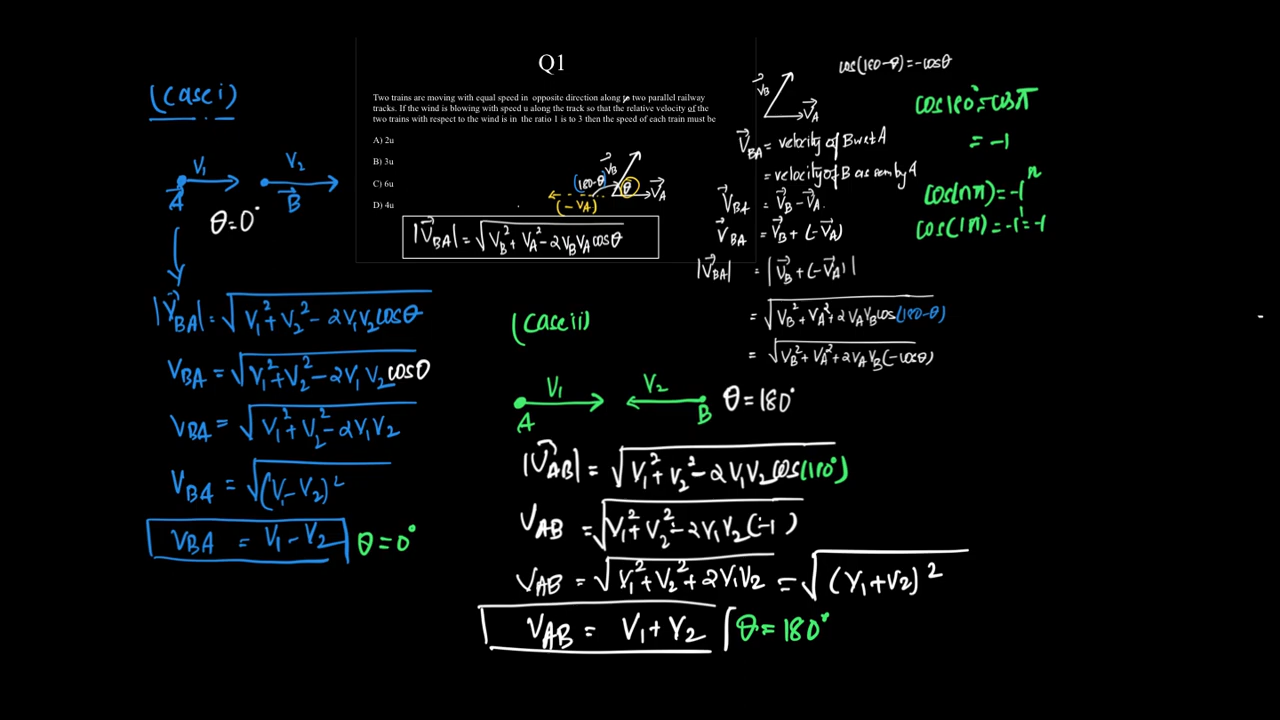 Q1
Two trains are moving with equal speed in opposite direction along two parallel railway
tracks. If the wind is blowing with speed u along the track so that the relative velocity of the
two trains with respect to the wind is in the ratio 1 is to 3 then the speed of each train must be
A) 2u
B) 3u
C) 6u
D) 4u
V⃗B
(180-θ)
θ
V⃗A
(-VA)
|V⃗BA| = √(VB² + VA² - 2VBVA cosθ)
(Case i)
V1
V2
A⃗
B⃗
θ=0°
|V⃗BA| = √(V1² + V2² - 2V1V2 cosθ)
VBA = √(V1² + V2² - 2V1V2 cosθ)
VBA = √(V1² + V2² - 2V1V2)
VBA = √(V1-V2)²
VBA = V1-V2 | θ=0°
cos(180-θ) = -cosθ
V⃗B
V⃗A
V⃗BA = velocity of B wrt A
= velocity of B as seen by A
V⃗BA = V⃗B - V⃗A
V⃗BA = V⃗B + (-V⃗A)
|V⃗BA| = |V⃗B + (-V⃗A)|
= √(VB² + VA² + 2VAVB cos(180-θ))
= √(VB² + VA² + 2VAVB(-cosθ))
cos180° = cosπ
= -1
cos(nπ) = -1ⁿ
cos(1π) = -1¹ = -1
(Case ii)
V1
V2
A
B
θ=180°
|V⃗AB| = √(V1² + V2² - 2V1V2 cos(180°))
VAB = √(V1² + V2² - 2V1V2(-1))
VAB = √(V1² + V2² + 2V1V2) = √(V1+V2)²
VAB = V1+V2 | θ=180°